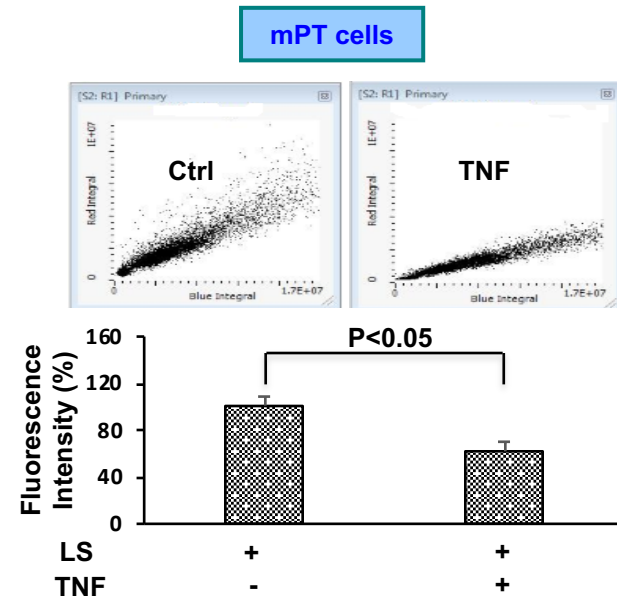 mPT cells
[S2: R1] Primary
[S2: R1] Primary
Ctrl
TNF
1E+07
Red Integral
0
0
Blue Integral
1.7E+07
1E+07
Red Integral
0
0
Blue Integral
1.7E+07
P<0.05
Fluorescence
Intensity (%)
160
120
80
40
0
LS + +
TNF - +